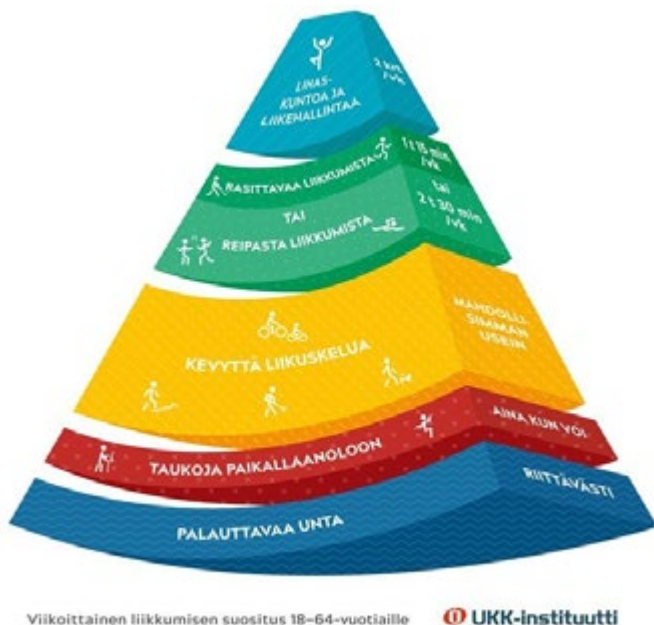 LIHAS-
KUNTOA JA
LIIKEHALLINTAA
2 KRT
/VK
RASITTAVAA LIIKKUMISTA
1 t 15 min
/vk
TAI
tai
REIPASTA LIIKKUMISTA
2 t 30 min
/vk
KEVYTTÄ LIIKUSKELUA
MAHDOLLI-
SIMMAN
USEIN
TAUKOJA PAIKALLAANOLOON
AINA KUN VOI
PALAUTTAVAA UNTA
RIITTÄVÄSTI
Viikoittainen liikkumisen suositus 18–64-vuotiaille
UKK-instituutti